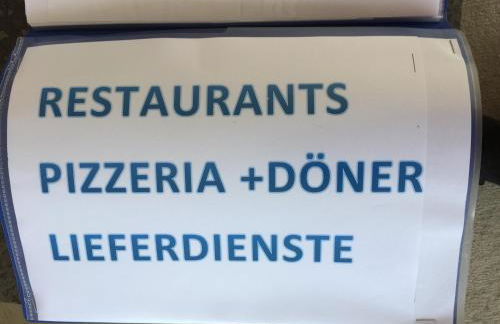 RESTAURANTS
PIZZERIA +DÖNER
LIEFERDIENSTE